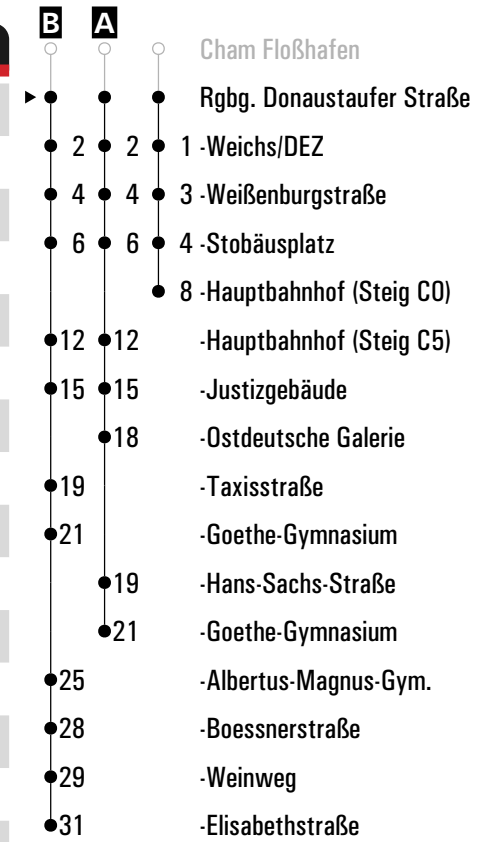 B A
Cham Floßhafen
Rgbg. Donaustaufer Straße
2 2 1 -Weichs/DEZ
4 4 3 -Weißenburgstraße
6 6 4 -Stobäusplatz
8 -Hauptbahnhof (Steig C0)
12 12 -Hauptbahnhof (Steig C5)
15 15 -Justizgebäude
18 -Ostdeutsche Galerie
19 -Taxisstraße
21 -Goethe-Gymnasium
19 -Hans-Sachs-Straße
21 -Goethe-Gymnasium
25 -Albertus-Magnus-Gym.
28 -Boessnerstraße
29 -Weinweg
31 -Elisabethstraße